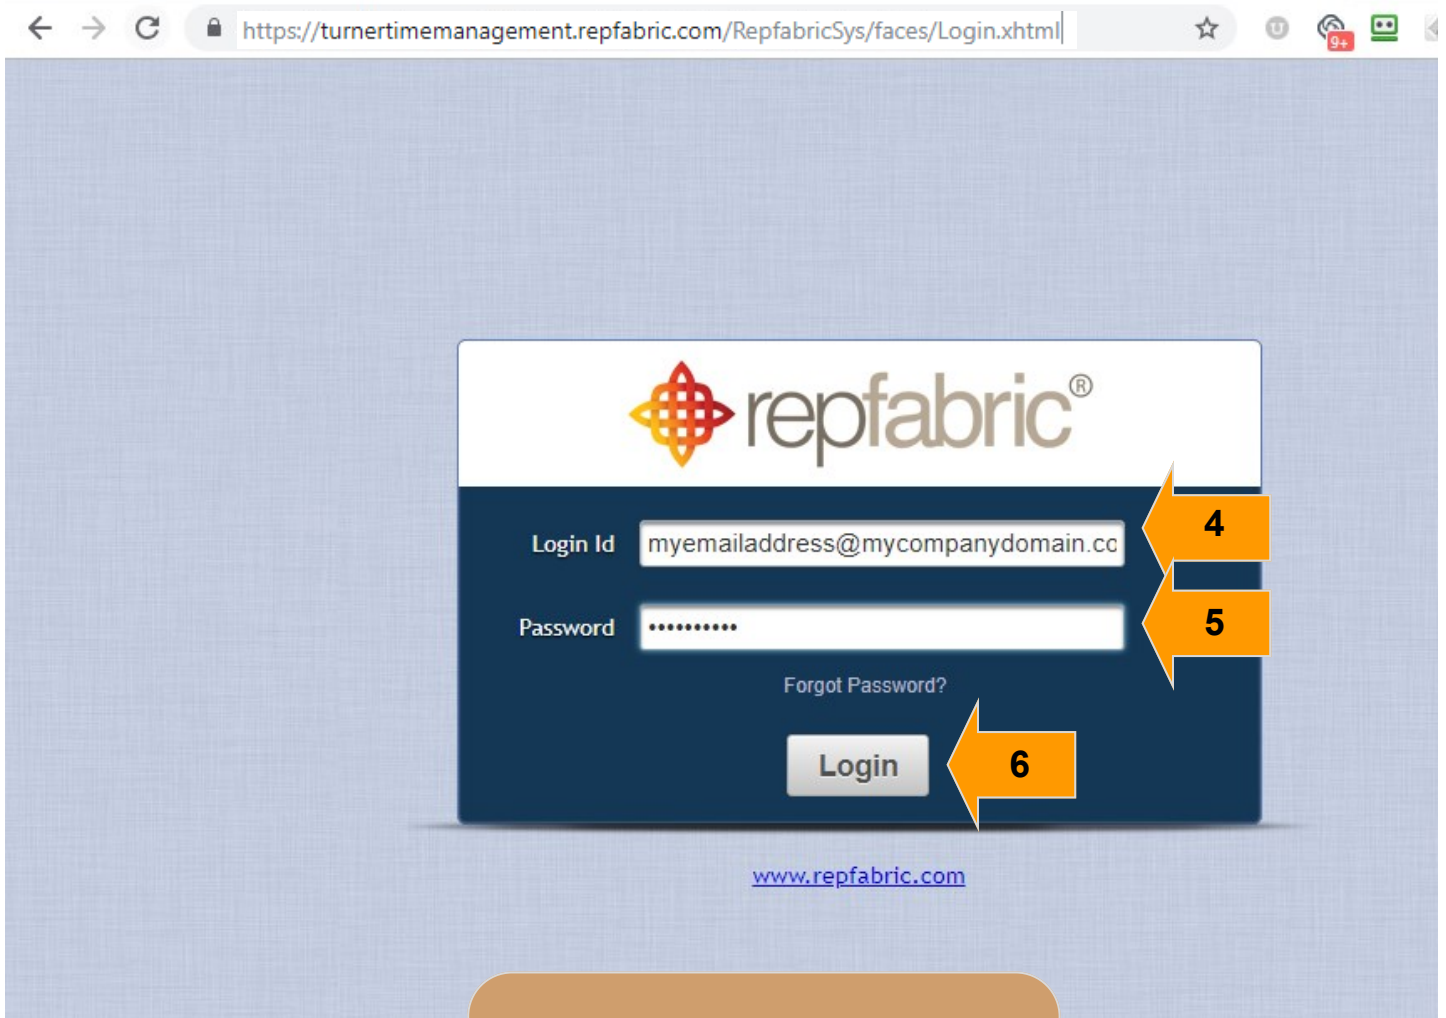 https://turnertimemanagement.repfabric.com/RepfabricSys/faces/Login.xhtml
9+
repfabric®
Login Id myemailaddress@mycompanydomain.co 4
Password •••••••••• 5
Forgot Password?
Login 6
www.repfabric.com